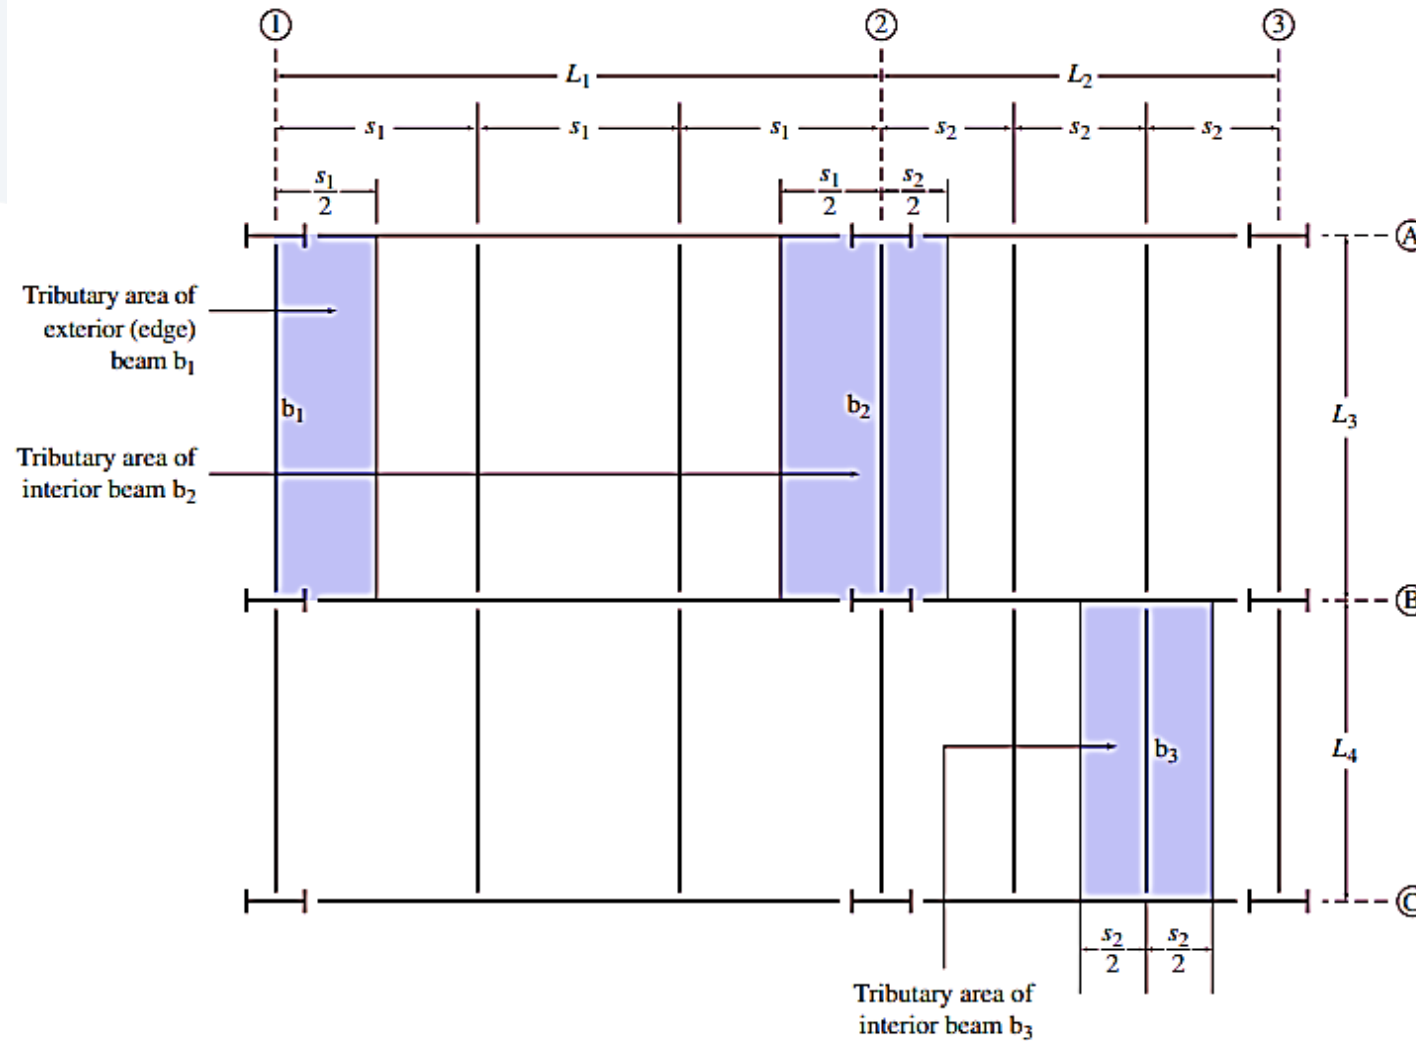 1 2 3
L1 L2
s1 s1 s1 s2 s2 s2
s1/2 s1/2 s2/2
A
Tributary area of
exterior (edge)
beam b1
b1 b2
L3
Tributary area of
interior beam b2
B
b3
L4
C
s2/2 s2/2
Tributary area of
interior beam b3